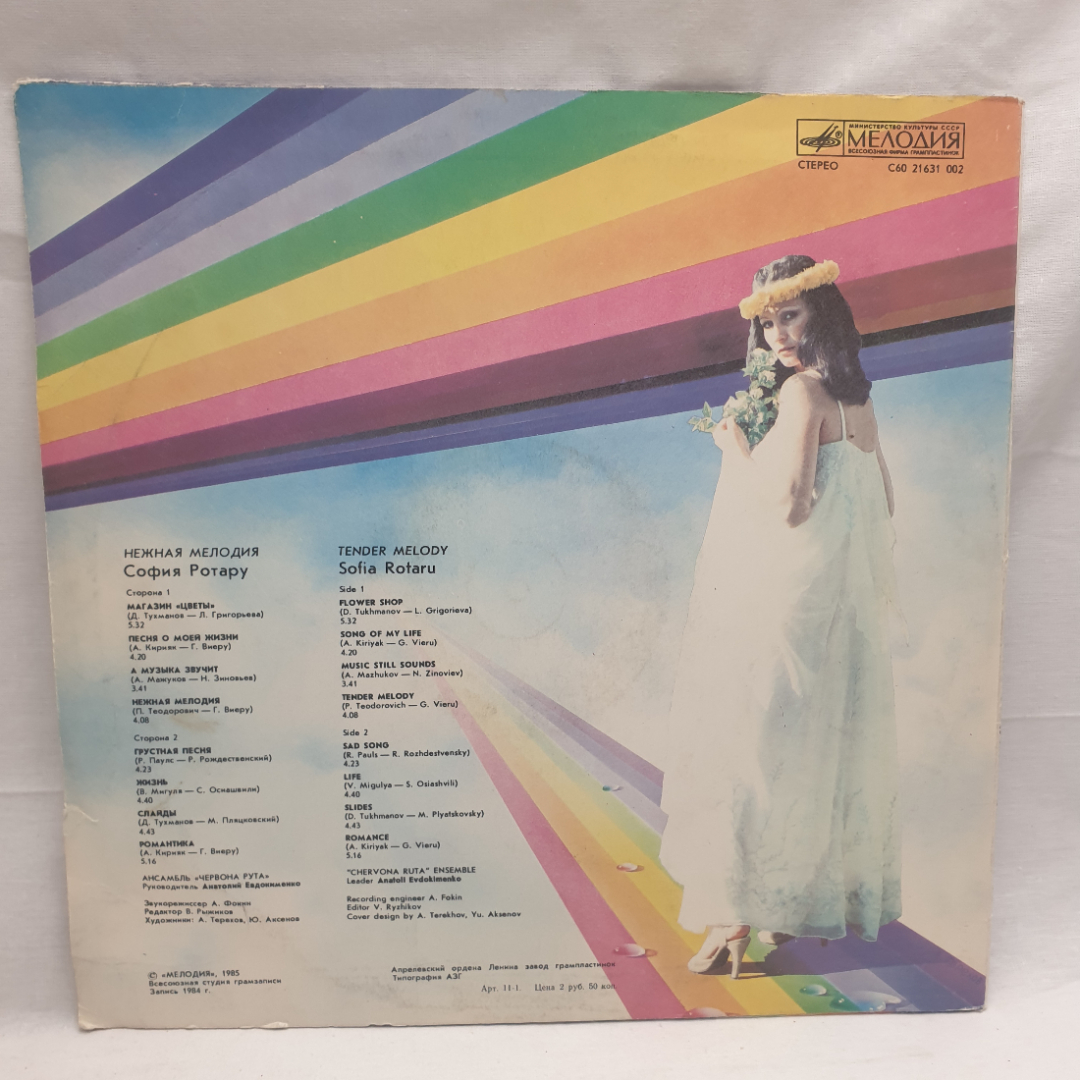 МИНИСТЕРСТВО КУЛЬТУРЫ СССР
МЕЛОДИЯ
ВСЕСОЮЗНАЯ ФИРМА ГРАМПЛАСТИНОК
СТЕРЕО
С60 21631 002
НЕЖНАЯ МЕЛОДИЯ
София Ротару
Сторона 1
МАГАЗИН «ЦВЕТЫ»
(Д. Тухманов — Л. Григорьева)
5.32
ПЕСНЯ О МОЕЙ ЖИЗНИ
(А. Кирияк — Г. Виеру)
4.20
А МУЗЫКА ЗВУЧИТ
(А. Мажуков — Н. Зиновьев)
3.41
НЕЖНАЯ МЕЛОДИЯ
(П. Теодорович — Г. Виеру)
4.08
Сторона 2
ГРУСТНАЯ ПЕСНЯ
(Р. Паулс — Р. Рождественский)
4.23
ЖИЗНЬ
(В. Мигуля — С. Осиашвили)
4.40
СЛАЙДЫ
(Д. Тухманов — М. Пляцковский)
4.43
РОМАНТИКА
(А. Кирияк — Г. Виеру)
5.16
АНСАМБЛЬ «ЧЕРВОНА РУТА»
Руководитель Анатолий Евдокименко
Звукорежиссер А. Фокин
Редактор В. Рыжиков
Художники: А. Терехов, Ю. Аксенов
TENDER MELODY
Sofia Rotaru
Side 1
FLOWER SHOP
(D. Tukhmanov — L. Grigorieva)
5.32
SONG OF MY LIFE
(A. Kiriyak — G. Vieru)
4.20
MUSIC STILL SOUNDS
(A. Mazhukov — N. Zinoviev)
3.41
TENDER MELODY
(P. Teodorovich — G. Vieru)
4.08
Side 2
SAD SONG
(R. Pauls — R. Rozhdestvensky)
4.23
LIFE
(V. Migulya — S. Osiashvili)
4.40
SLIDES
(D. Tukhmanov — M. Plyatskovsky)
4.43
ROMANCE
(A. Kiriyak — G. Vieru)
5.16
"CHERVONA RUTA" ENSEMBLE
Leader Anatoli Evdokimenko
Recording engineer A. Fokin
Editor V. Ryzhikov
Cover design by A. Terekhov, Yu. Aksenov
© «МЕЛОДИЯ», 1985
Всесоюзная студия грамзаписи
Запись 1984 г.
Апрелевский ордена Ленина завод грампластинок
Типография АЗГ
Арт. 11-1. Цена 2 руб. 50 коп.